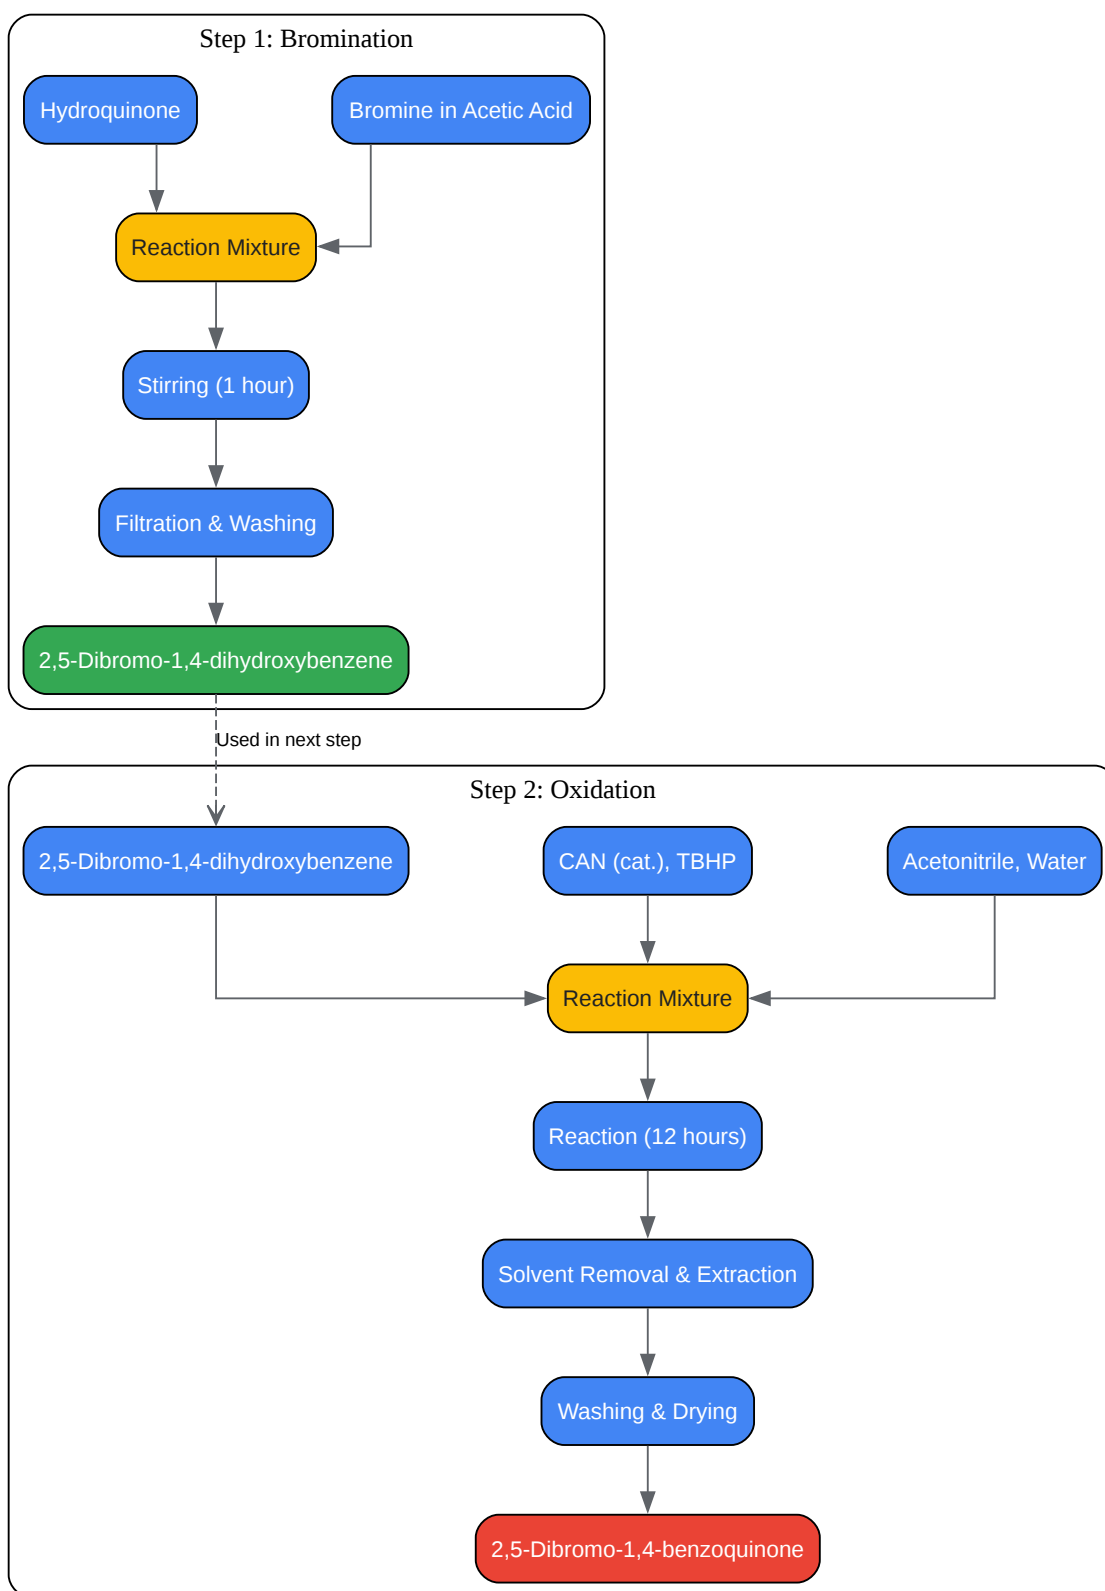 Step 1: Bromination
Hydroquinone
Bromine in Acetic Acid
Reaction Mixture
Stirring (1 hour)
Filtration & Washing
2,5-Dibromo-1,4-dihydroxybenzene
Used in next step
Step 2: Oxidation
2,5-Dibromo-1,4-dihydroxybenzene
CAN (cat.), TBHP
Acetonitrile, Water
Reaction Mixture
Reaction (12 hours)
Solvent Removal & Extraction
Washing & Drying
2,5-Dibromo-1,4-benzoquinone